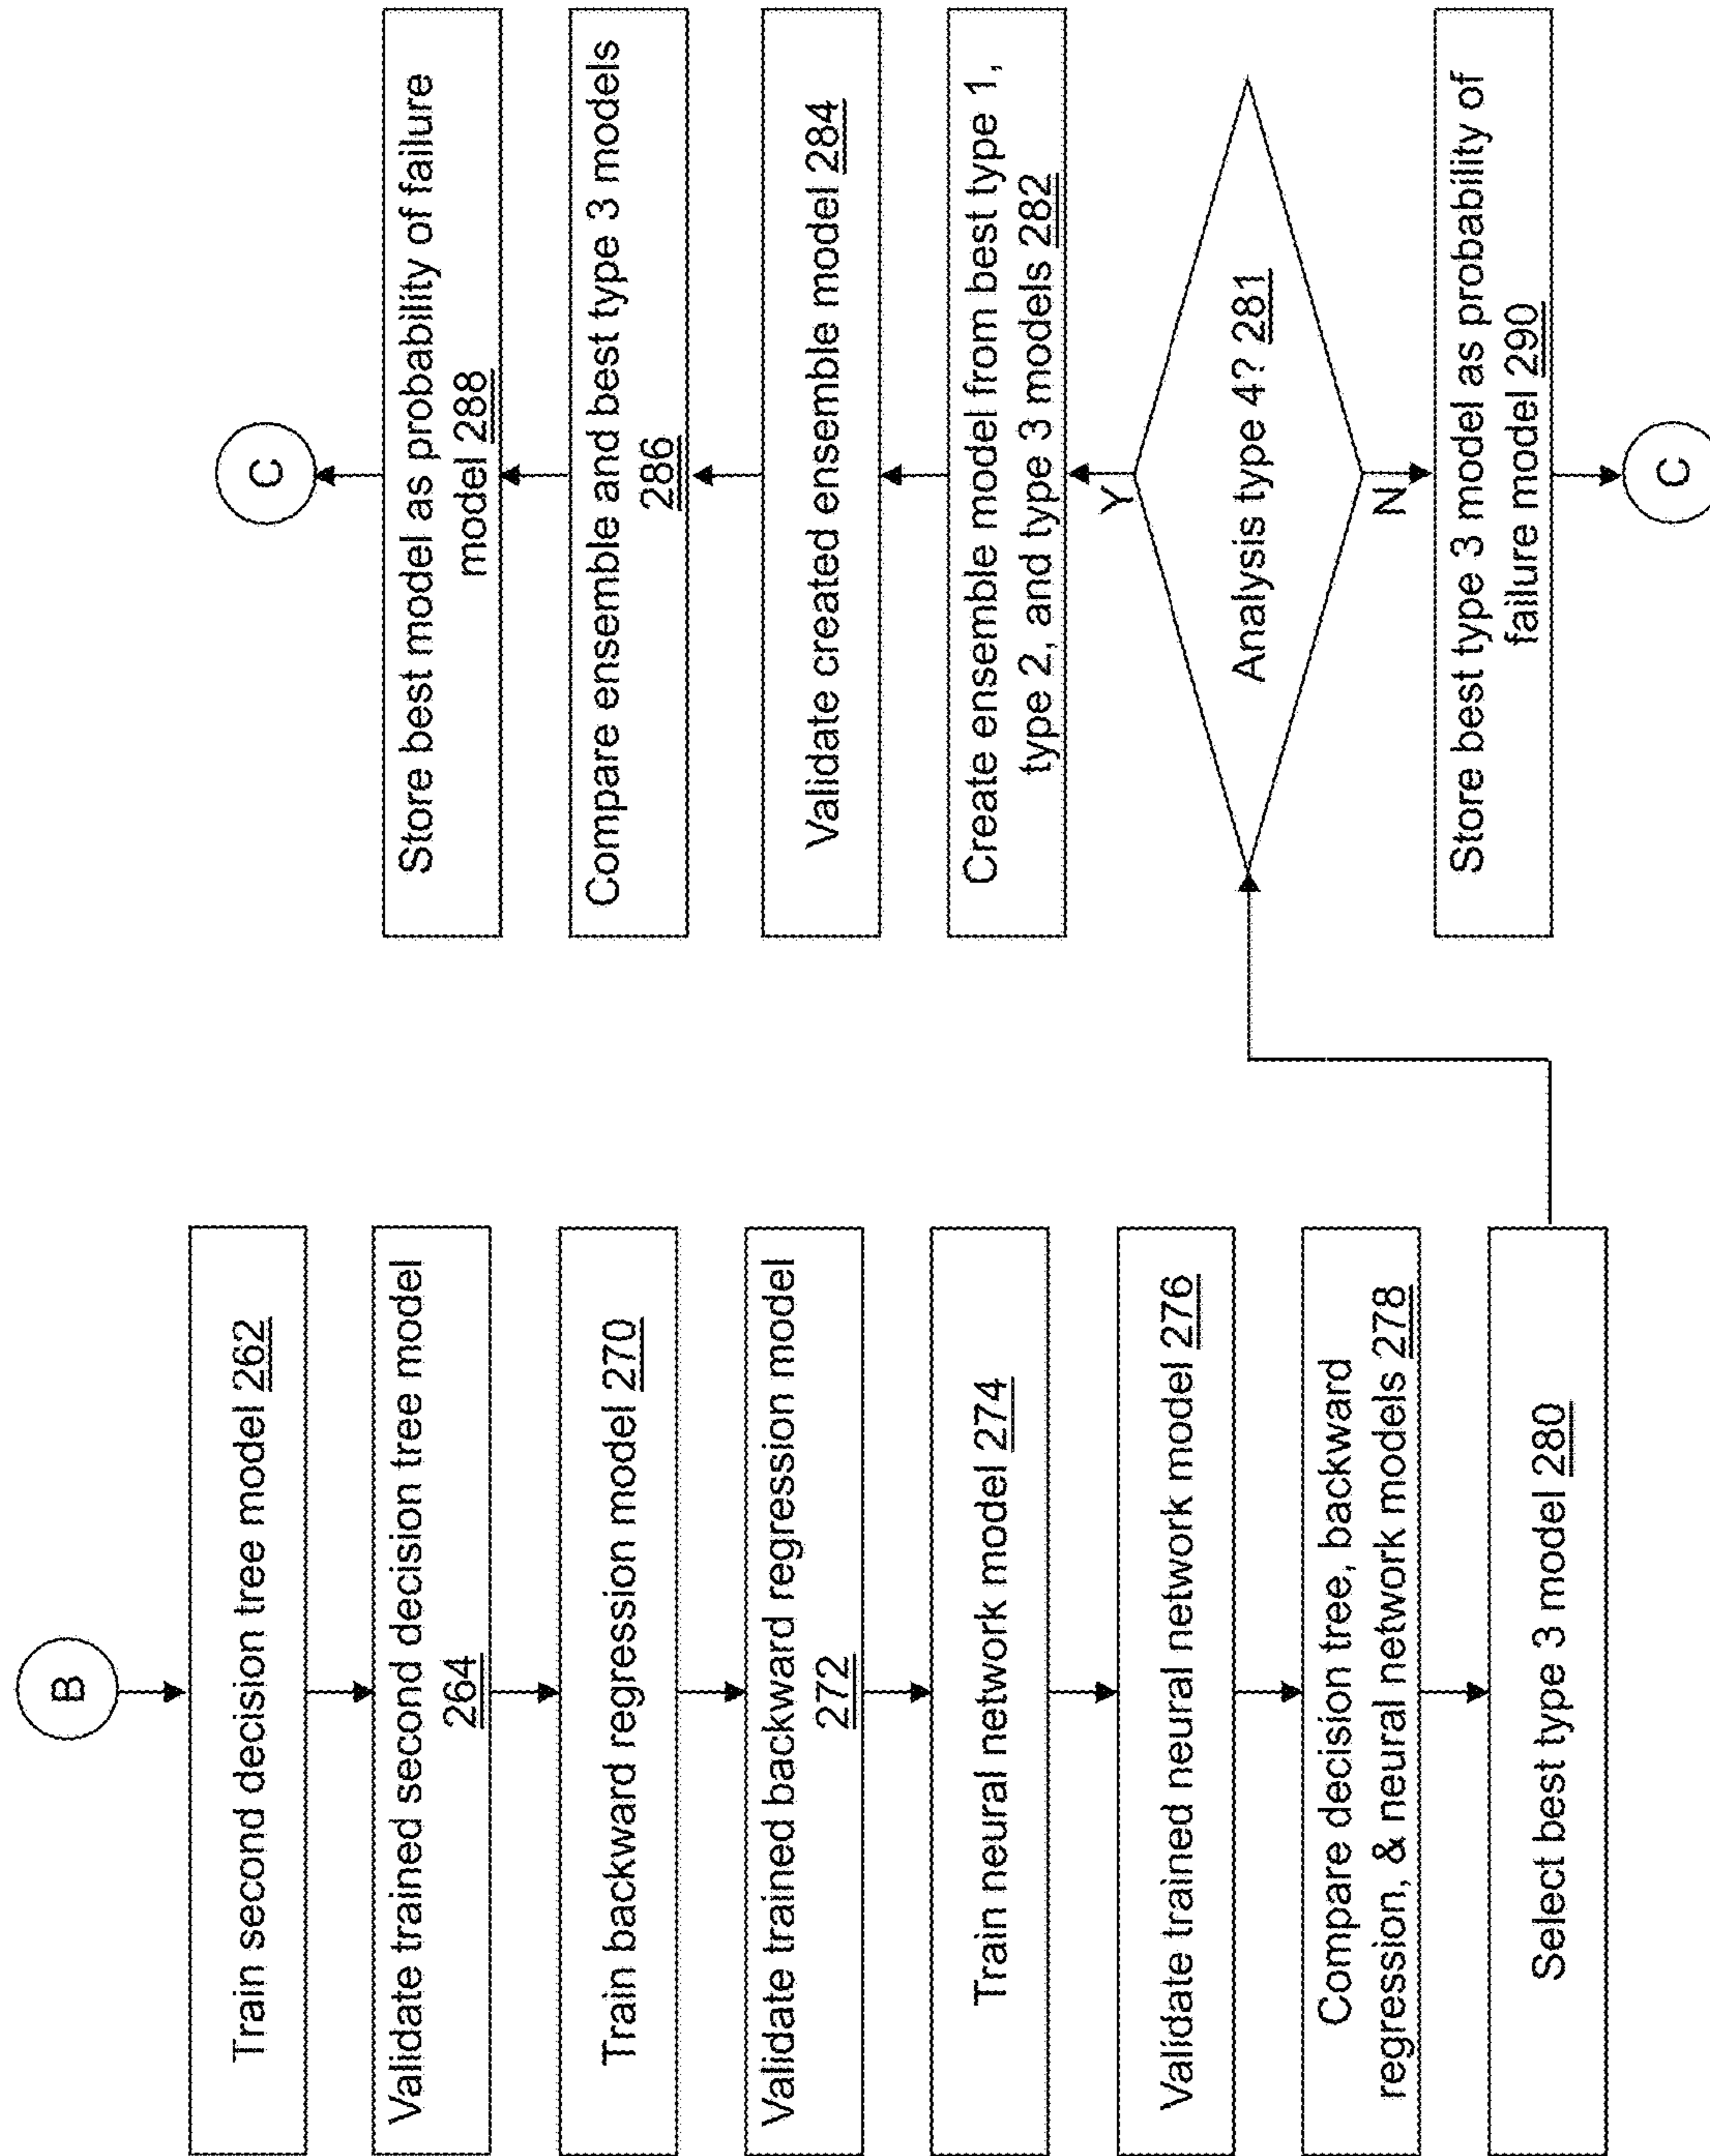 B
Train second decision tree model 262
Validate trained second decision tree model
264
Train backward regression model 270
Validate trained backward regression model
272
Train neural network model 274
Validate trained neural network model 276
Compare decision tree, backward
regression, & neural network models 278
Select best type 3 model 280
C
Store best model as probability of failure
model 288
Compare ensemble and best type 3 models
286
Validate created ensemble model 284
Create ensemble model from best type 1,
type 2, and type 3 models 282
Y
Analysis type 4? 281
N
Store best type 3 model as probability of
failure model 290
C